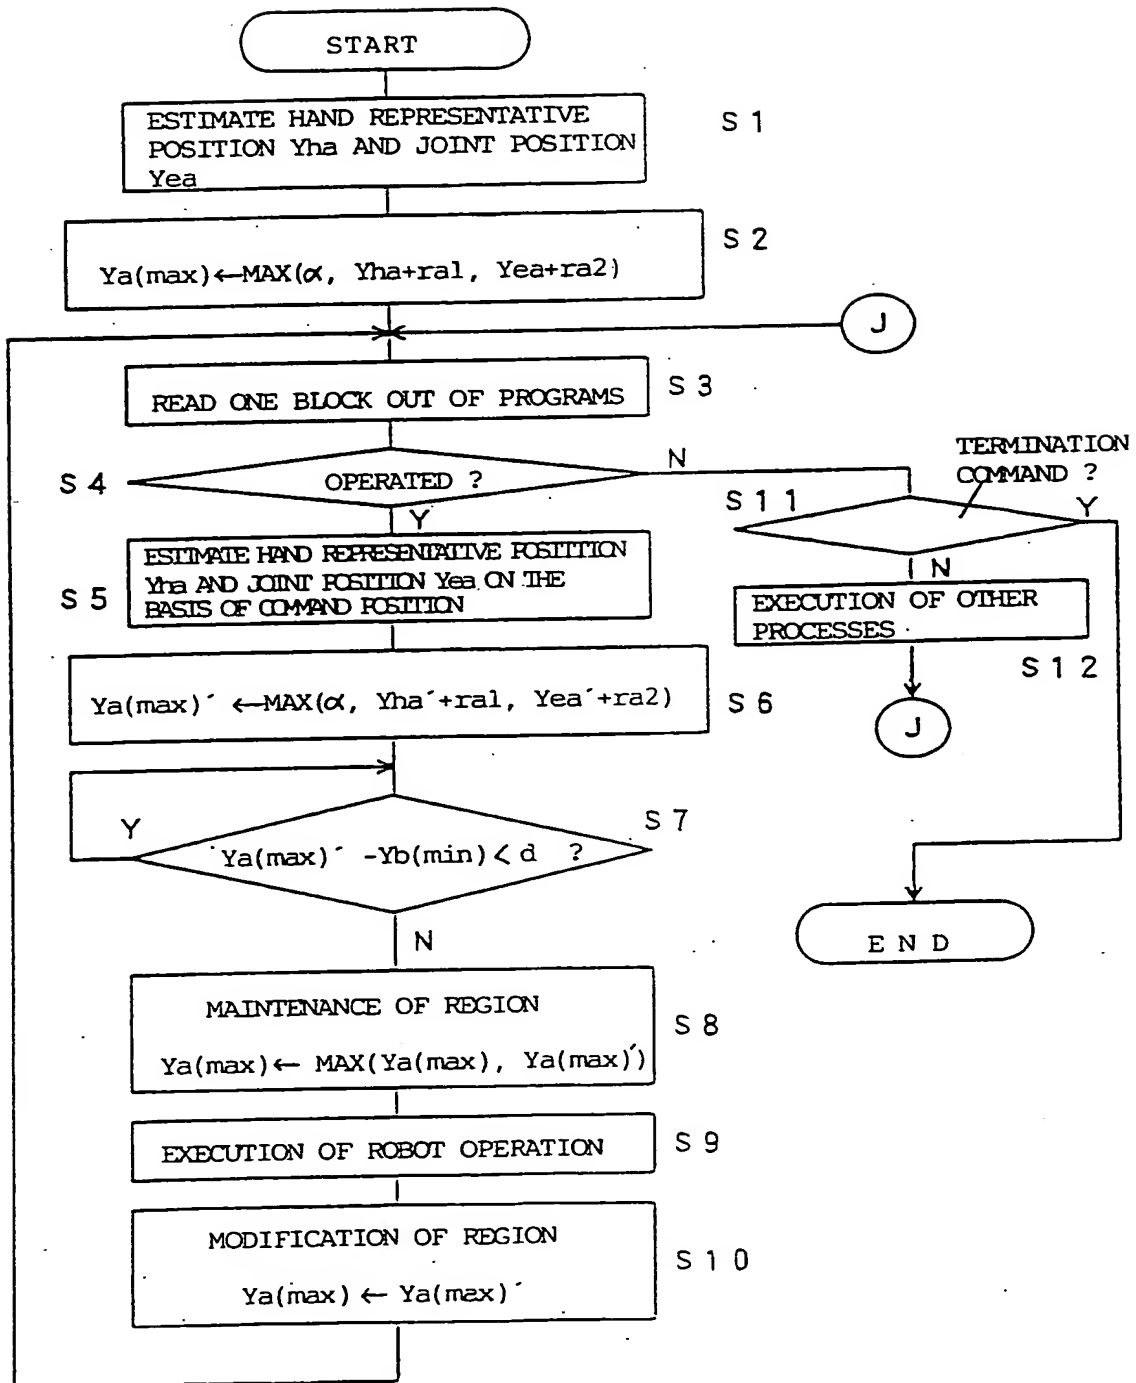 START
ESTIMATE HAND REPRESENTATIVE
POSITION Yha AND JOINT POSITION
Yea
S 1
S 2
Ya(max)←MAX(α, Yha+ra1, Yea+ra2)
J
READ ONE BLOCK OUT OF PROGRAMS
S 3
S 4
OPERATED ?
N
Y
TERMINATION
COMMAND ?
S 1 1
Y
N
ESTIMATE HAND REPRESENTATIVE POSTITION
Yha AND JOINT POSITION Yea ON THE
BASIS OF COMMAND POSITION
S 5
EXECUTION OF OTHER
PROCESSES
S 1 2
J
Ya(max)´ ←MAX(α, Yha´+ra1, Yea´+ra2)
S 6
Y
S 7
Ya(max)´ -Yb(min) < d ?
N
END
MAINTENANCE OF REGION
Ya(max)← MAX(Ya(max), Ya(max)´)
S 8
EXECUTION OF ROBOT OPERATION
S 9
MODIFICATION OF REGION
Ya(max) ← Ya(max)´
S 1 0